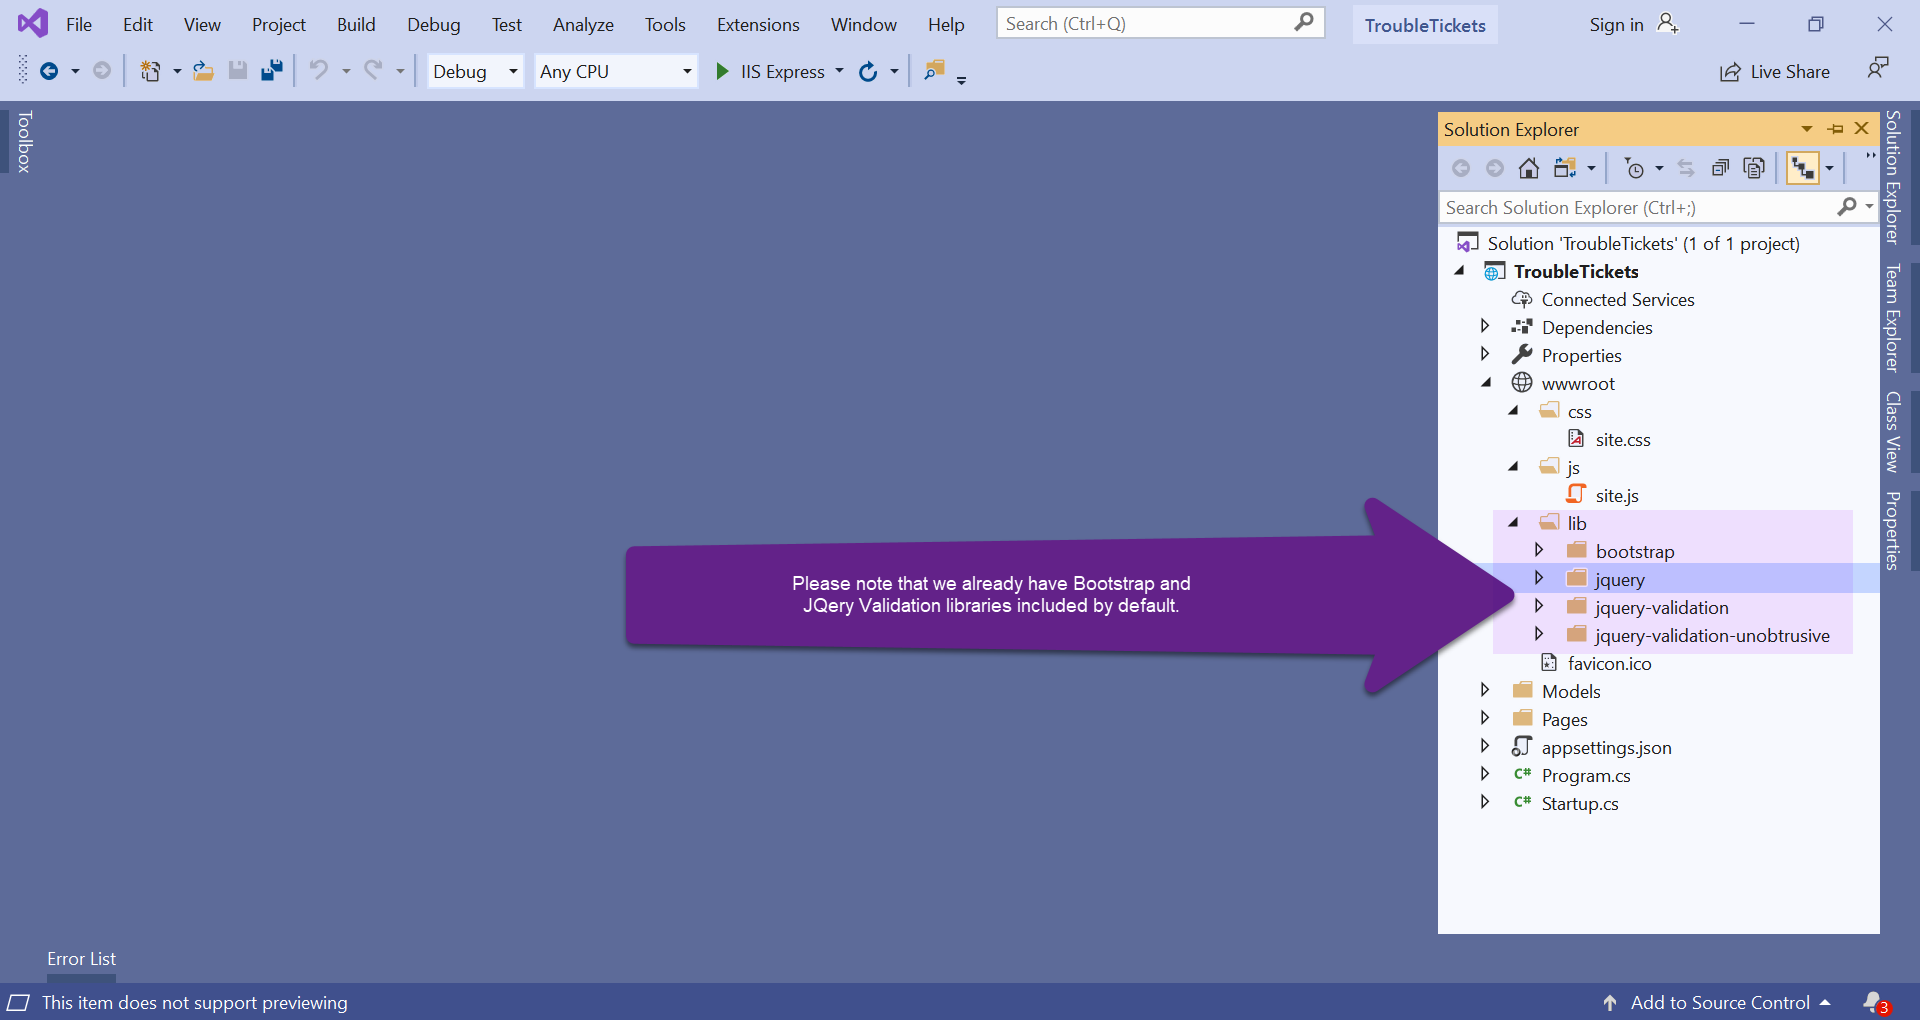 File Edit View Project Build Debug Test Analyze Tools Extensions Window Help Search (Ctrl+Q) TroubleTickets Sign in
Debug Any CPU IIS Express Live Share
Toolbox
Solution Explorer
Search Solution Explorer (Ctrl+;)
Solution 'TroubleTickets' (1 of 1 project)
TroubleTickets
Connected Services
Dependencies
Properties
wwwroot
css
site.css
js
site.js
lib
bootstrap
jquery
jquery-validation
jquery-validation-unobtrusive
favicon.ico
Models
Pages
appsettings.json
C# Program.cs
C# Startup.cs
Please note that we already have Bootstrap and
JQery Validation libraries included by default.
Solution Explorer
Team Explorer
Class View
Properties
Error List
This item does not support previewing Add to Source Control 3